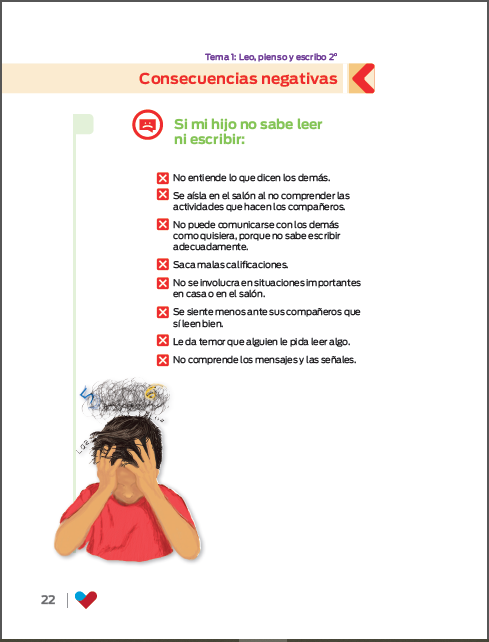 Tema 1: Leo, pienso y escribo 2°
Consecuencias negativas
Si mi hijo no sabe leer
ni escribir:
No entiende lo que dicen los demás.
Se aísla en el salón al no comprender las
actividades que hacen los compañeros.
No puede comunicarse con los demás
como quisiera, porque no sabe escribir
adecuadamente.
Saca malas calificaciones.
No se involucra en situaciones importantes
en casa o en el salón.
Se siente menos ante sus compañeros que
sí leen bien.
Le da temor que alguien le pida leer algo.
No comprende los mensajes y las señales.
22